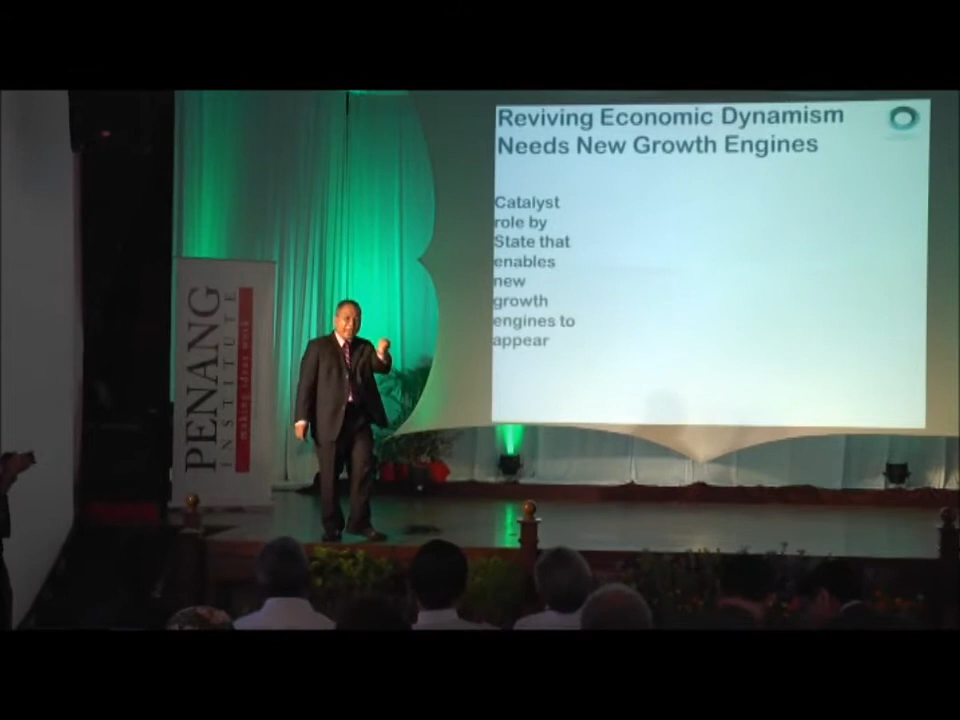 Reviving Economic Dynamism
Needs New Growth Engines
Catalyst
role by
State that
enables
new
growth
engines to
appear
PENANG
INSTITUTE
making ideas work